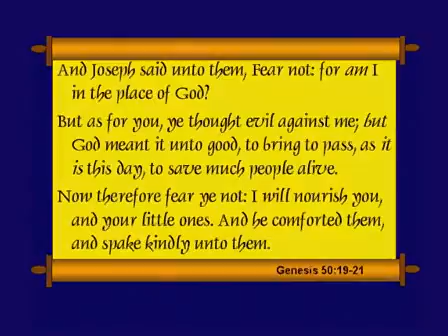 And Joseph said unto them, Fear not: for am I
in the place of God?
But as for you, ye thought evil against me; but
God meant it unto good, to bring to pass, as it
is this day, to save much people alive.
Now therefore fear ye not: I will nourish you,
and your little ones. And he comforted them,
and spake kindly unto them.
Genesis 50:19-21